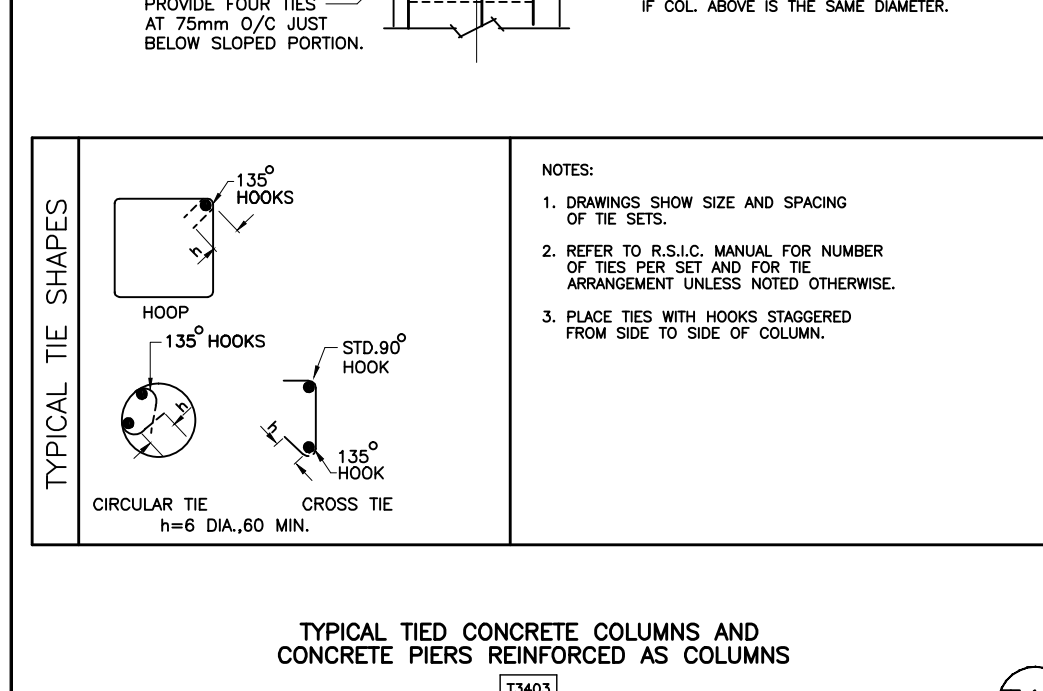 PROVIDE FOUR TIES
AT 75mm O/C JUST
BELOW SLOPED PORTION.
IF COL. ABOVE IS THE SAME DIAMETER.
TYPICAL TIE SHAPES
135° HOOKS
h
HOOP
135° HOOKS
h
CIRCULAR TIE
STD.90° HOOK
h
135° HOOK
CROSS TIE
h=6 DIA.,60 MIN.
NOTES:
1. DRAWINGS SHOW SIZE AND SPACING
OF TIE SETS.
2. REFER TO R.S.I.C. MANUAL FOR NUMBER
OF TIES PER SET AND FOR TIE
ARRANGEMENT UNLESS NOTED OTHERWISE.
3. PLACE TIES WITH HOOKS STAGGERED
FROM SIDE TO SIDE OF COLUMN.
TYPICAL TIED CONCRETE COLUMNS AND
CONCRETE PIERS REINFORCED AS COLUMNS
T3403